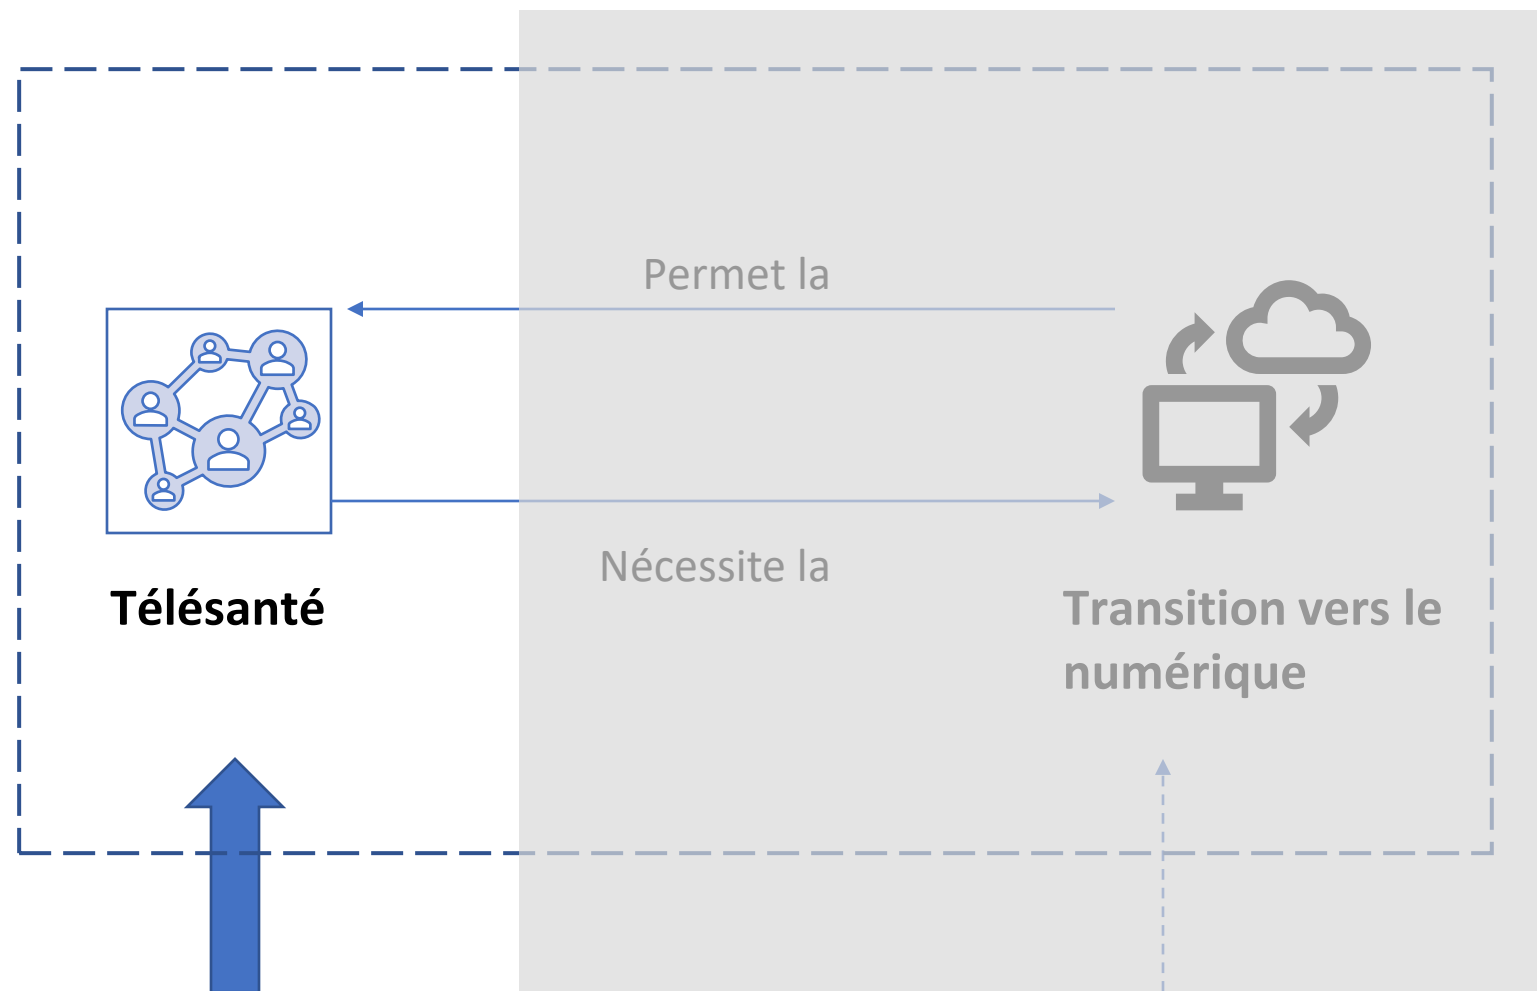 Permet la
Nécessite la
Télésanté
Transition vers le
numérique